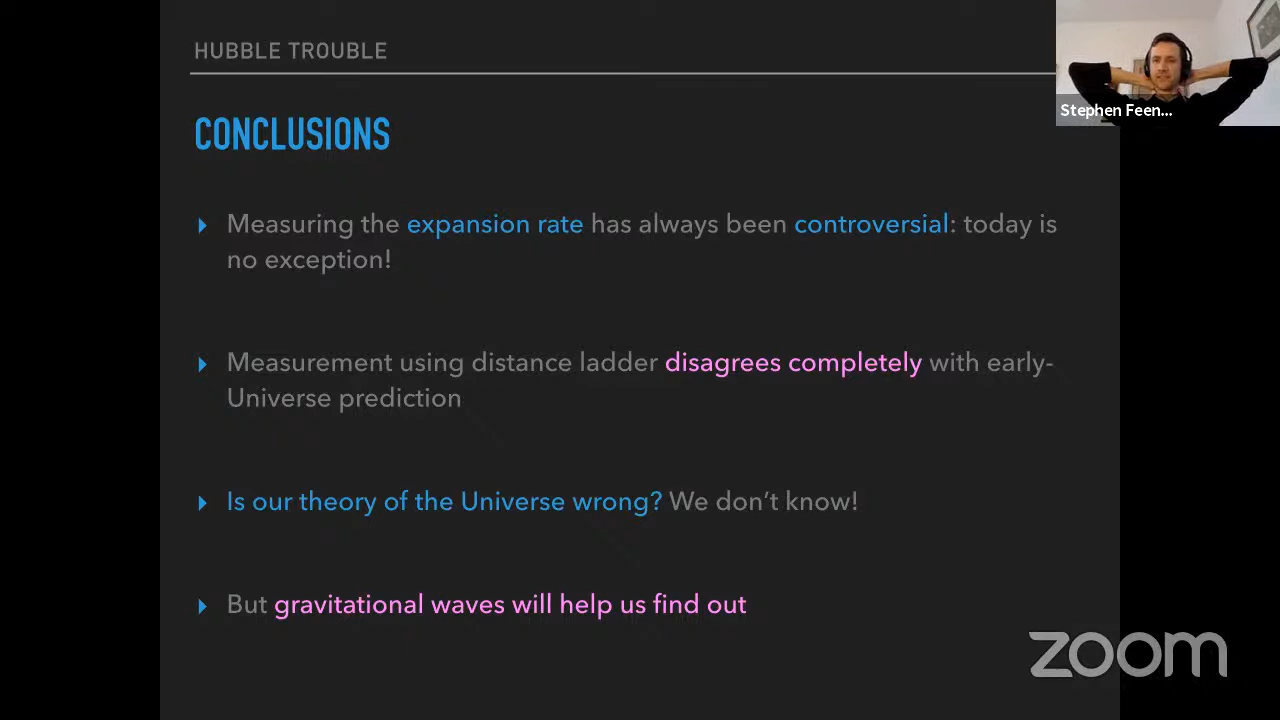 HUBBLE TROUBLE
Stephen Feen...
CONCLUSIONS
Measuring the expansion rate has always been controversial: today is
no exception!
Measurement using distance ladder disagrees completely with early-
Universe prediction
Is our theory of the Universe wrong? We don’t know!
But gravitational waves will help us find out
zoom